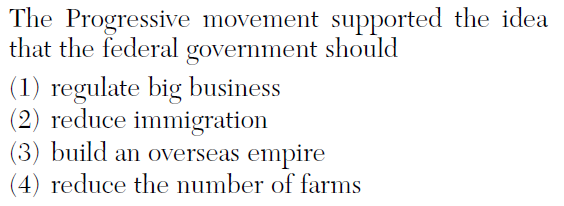 The Progressive movement supported the idea
that the federal government should
(1) regulate big business
(2) reduce immigration
(3) build an overseas empire
(4) reduce the number of farms